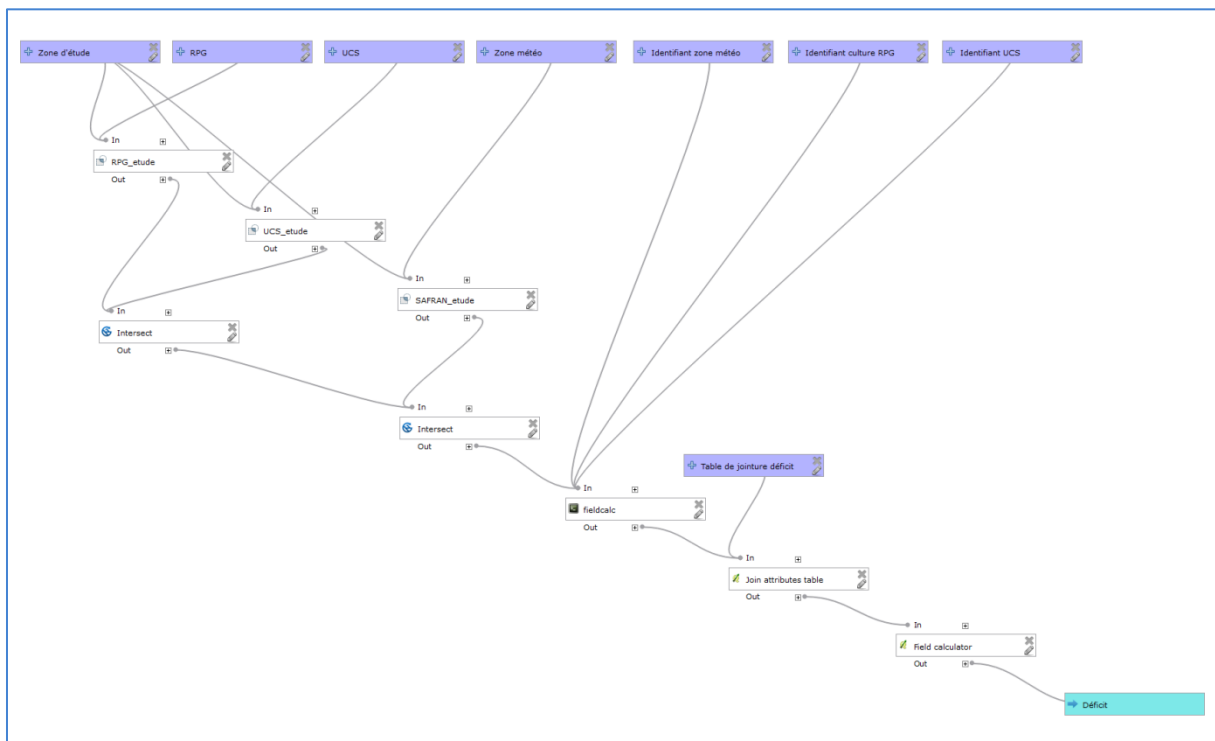 Zone d'étude
RPG
UCS
Zone météo
Identifiant zone météo
Identifiant culture RPG
Identifiant UCS
In
RPG_etude
Out
In
UCS_etude
Out
In
SAFRAN_etude
Out
In
Intersect
Out
In
Intersect
Out
Table de jointure déficit
In
fieldcalc
Out
In
Join attributes table
Out
In
Field calculator
Out
Déficit